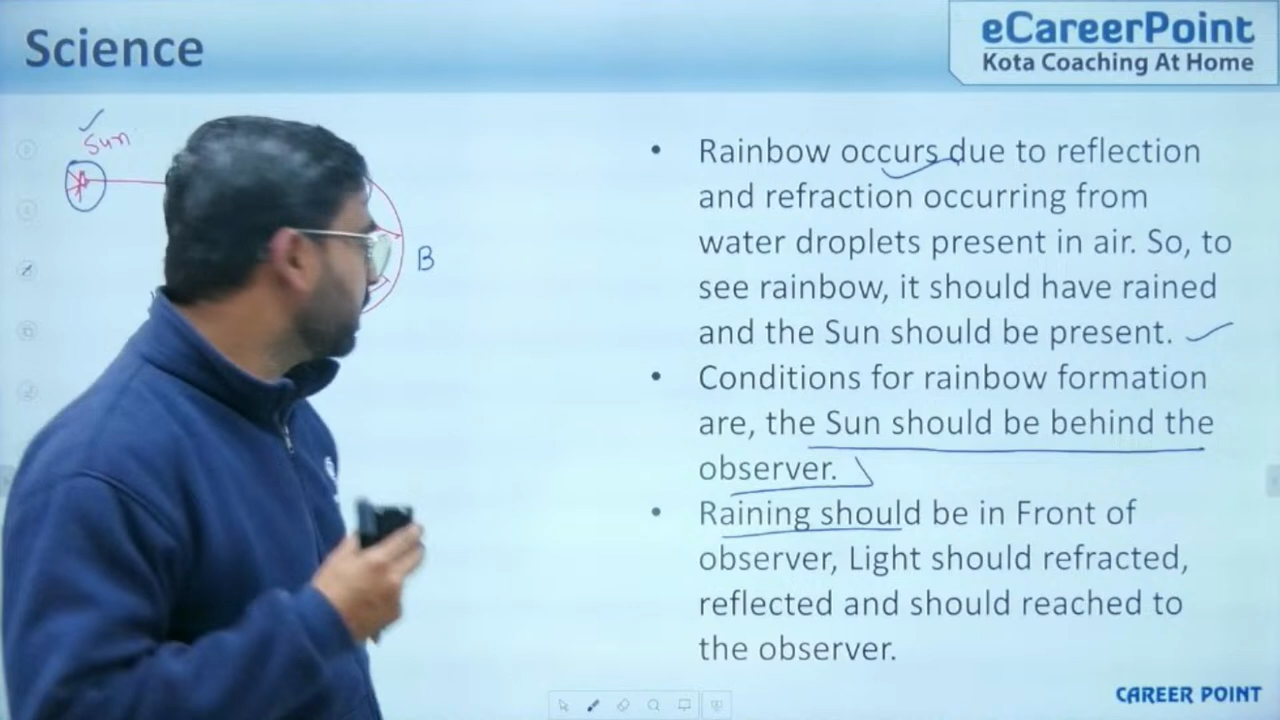 Science
eCareerPoint
Kota Coaching At Home
Sun
B
• Rainbow occurs due to reflection
and refraction occurring from
water droplets present in air. So, to
see rainbow, it should have rained
and the Sun should be present.
• Conditions for rainbow formation
are, the Sun should be behind the
observer.
• Raining should be in Front of
observer, Light should refracted,
reflected and should reached to
the observer.
CAREER POINT